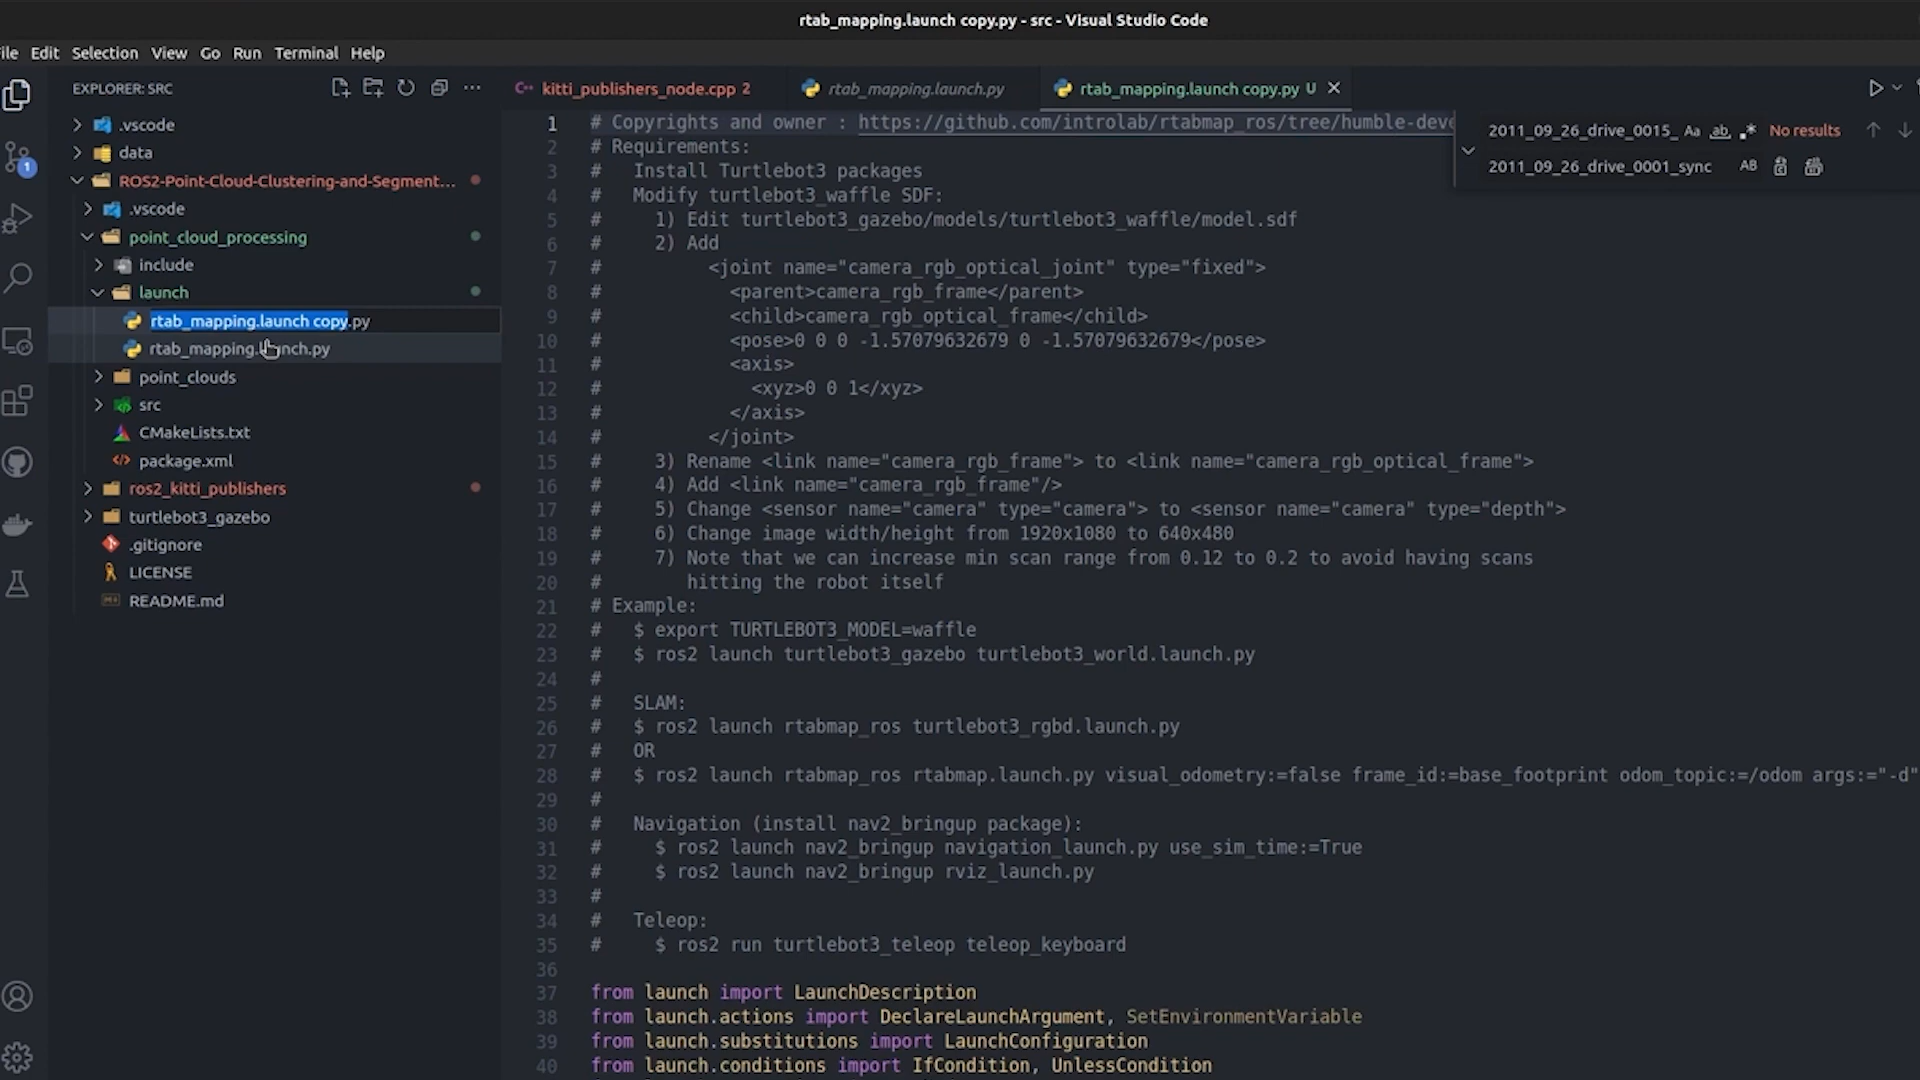 rtab_mapping.launch copy.py - src - Visual Studio Code
ile Edit Selection View Go Run Terminal Help
EXPLORER: SRC
.vscode
data
ROS2-Point-Cloud-Clustering-and-Segment...
.vscode
point_cloud_processing
include
launch
rtab_mapping.launch copy.py
rtab_mapping.launch.py
point_clouds
src
CMakeLists.txt
package.xml
ros2_kitti_publishers
turtlebot3_gazebo
.gitignore
LICENSE
README.md
1
kitti_publishers_node.cpp 2
rtab_mapping.launch.py
rtab_mapping.launch copy.py U
2011_09_26_drive_0015_ Aa ab No results
2011_09_26_drive_0001_sync AB
1 # Copyrights and owner : https://github.com/introlab/rtabmap_ros/tree/humble-deve
2 # Requirements:
3 #   Install Turtlebot3 packages
4 #   Modify turtlebot3_waffle SDF:
5 #     1) Edit turtlebot3_gazebo/models/turtlebot3_waffle/model.sdf
6 #     2) Add
7 #          <joint name="camera_rgb_optical_joint" type="fixed">
8 #            <parent>camera_rgb_frame</parent>
9 #            <child>camera_rgb_optical_frame</child>
10 #            <pose>0 0 0 -1.57079632679 0 -1.57079632679</pose>
11 #            <axis>
12 #              <xyz>0 0 1</xyz>
13 #            </axis>
14 #          </joint>
15 #     3) Rename <link name="camera_rgb_frame"> to <link name="camera_rgb_optical_frame">
16 #     4) Add <link name="camera_rgb_frame"/>
17 #     5) Change <sensor name="camera" type="camera"> to <sensor name="camera" type="depth">
18 #     6) Change image width/height from 1920x1080 to 640x480
19 #     7) Note that we can increase min scan range from 0.12 to 0.2 to avoid having scans
20 #        hitting the robot itself
21 # Example:
22 #   $ export TURTLEBOT3_MODEL=waffle
23 #   $ ros2 launch turtlebot3_gazebo turtlebot3_world.launch.py
24 #
25 #   SLAM:
26 #   $ ros2 launch rtabmap_ros turtlebot3_rgbd.launch.py
27 #   OR
28 #   $ ros2 launch rtabmap_ros rtabmap.launch.py visual_odometry:=false frame_id:=base_footprint odom_topic:=/odom args:="-d"
29 #
30 #   Navigation (install nav2_bringup package):
31 #     $ ros2 launch nav2_bringup navigation_launch.py use_sim_time:=True
32 #     $ ros2 launch nav2_bringup rviz_launch.py
33 #
34 #   Teleop:
35 #     $ ros2 run turtlebot3_teleop teleop_keyboard
36
37 from launch import LaunchDescription
38 from launch.actions import DeclareLaunchArgument, SetEnvironmentVariable
39 from launch.substitutions import LaunchConfiguration
40 from launch.conditions import IfCondition, UnlessCondition